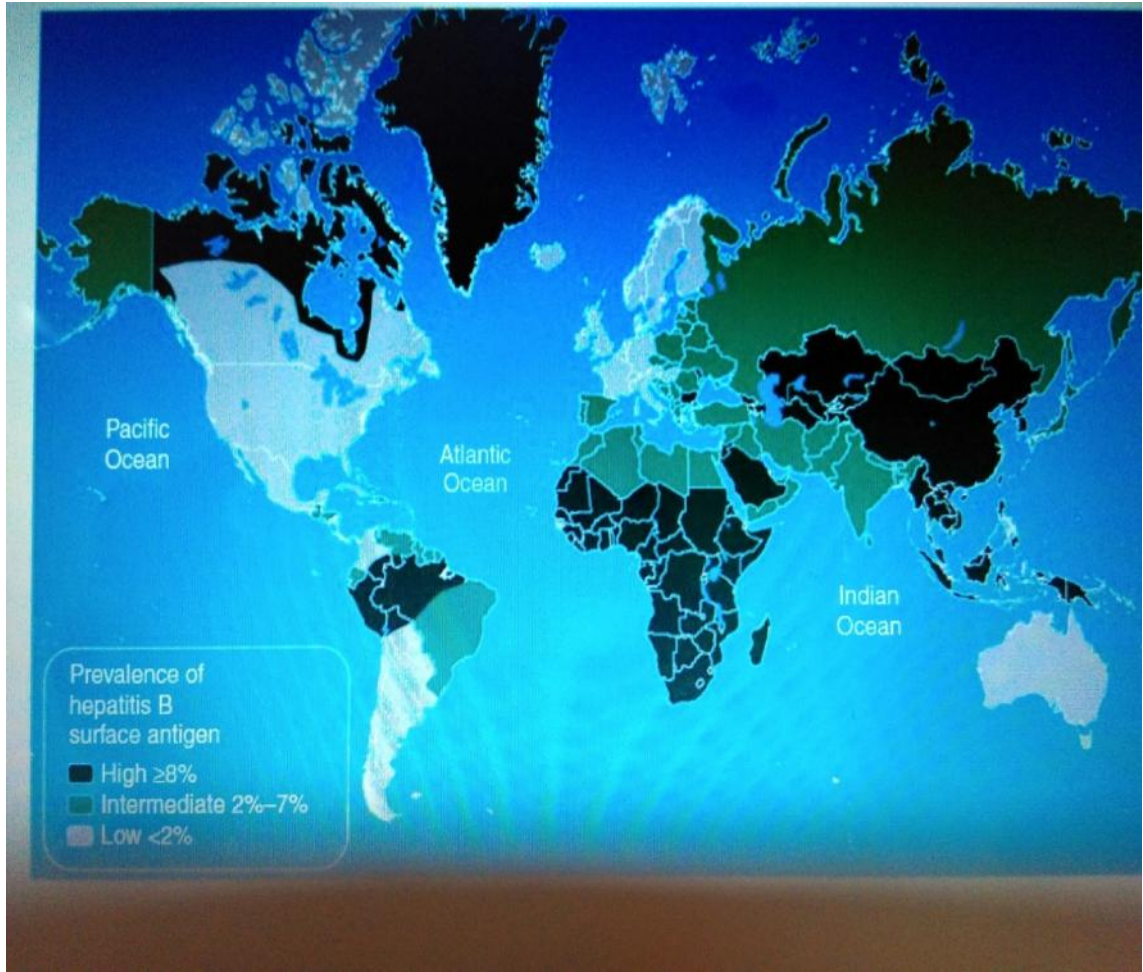 Pacific
Ocean
Atlantic
Ocean
Indian
Ocean
Prevalence of
hepatitis B
surface antigen
High ≥8%
Intermediate 2%–7%
Low <2%